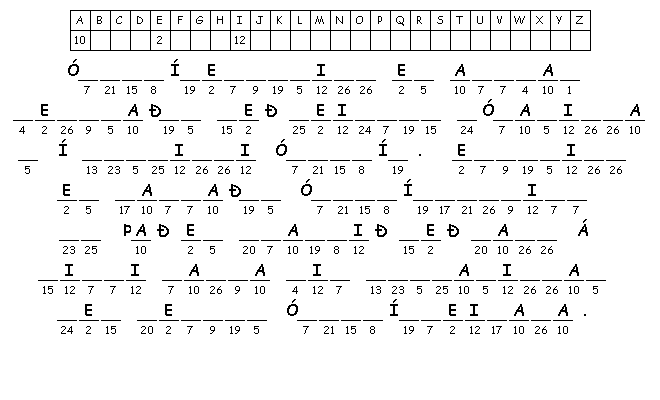 A B C D E F G H I J K L M N O P Q R S T U V W X Y Z
10 2 12
Ó _ _ _ _ Í _ E _ _ _ _ _ I _ _ E _ A _ _ _ _ A _
7 21 15 8 19 2 7 9 19 5 12 26 26 2 5 10 7 7 4 10 1
_ E _ _ _ _ A Ð _ _ _ E Ð _ E I _ _ _ _ _ _ Ó _ A _ I _ _ A
4 2 26 9 5 10 19 5 15 2 25 2 12 24 7 19 15 24 7 10 5 12 26 26 10
_ Í _ _ _ _ _ I _ _ I Ó _ _ _ _ Í _ . E _ _ _ _ _ I _ _
5 13 23 5 25 12 26 26 12 7 21 15 8 19 2 7 9 19 5 12 26 26
E _ _ A _ _ A Ð _ _ Ó _ _ _ _ Í _ _ _ _ _ _ I _ _
2 5 17 10 7 7 10 19 5 7 21 15 8 19 17 21 26 9 12 7 7
_ _ Þ A Ð E _ _ _ A _ _ I Ð _ E Ð _ A _ _ Á
23 25 10 2 5 20 7 10 19 8 12 15 2 20 10 26 26
_ I _ _ I _ A _ _ A _ I _ _ _ _ _ A _ I _ _ A _
15 12 7 7 12 7 10 26 9 10 4 12 7 13 23 5 25 10 5 12 26 26 10 5
_ E _ _ E _ _ _ _ Ó _ _ _ _ Í _ _ E I _ A _ A .
24 2 15 20 2 7 9 19 5 7 21 15 8 19 7 2 12 17 10 26 10